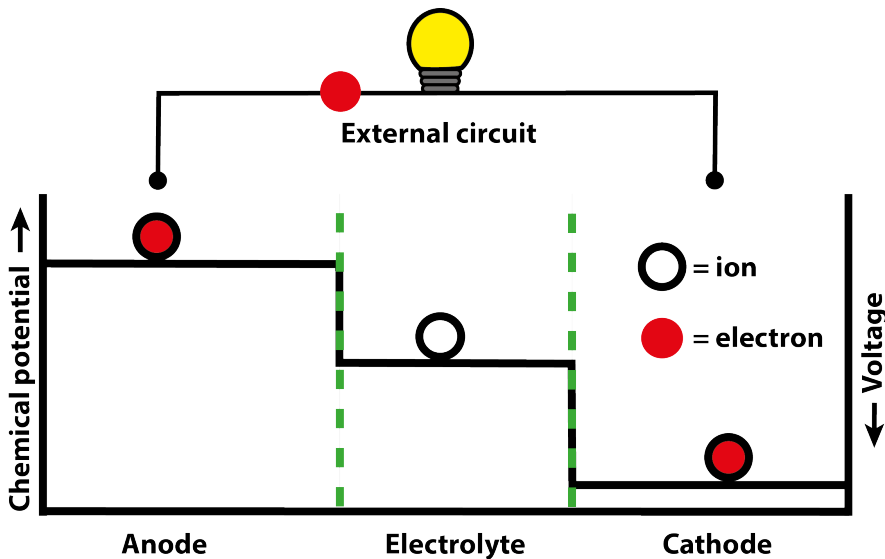 External circuit
Chemical potential →
= ion
= electron
← Voltage
Anode
Electrolyte
Cathode